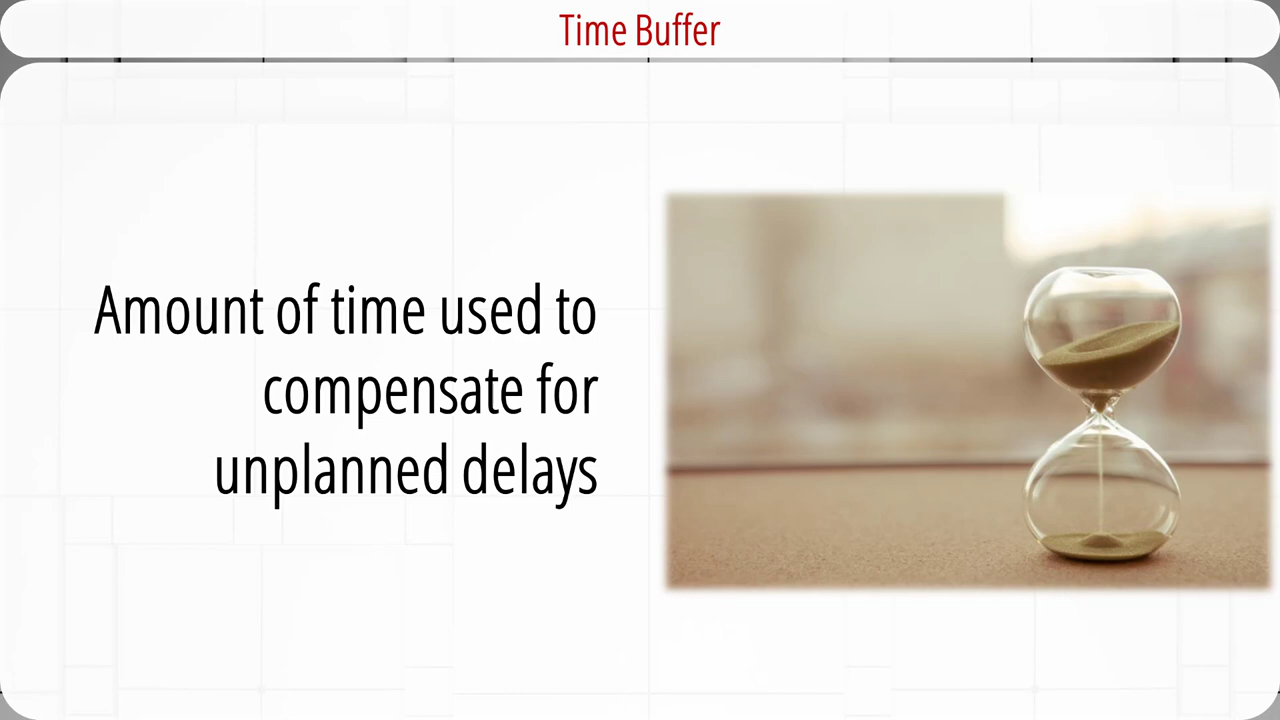 Time Buffer
Amount of time used to
compensate for
unplanned delays